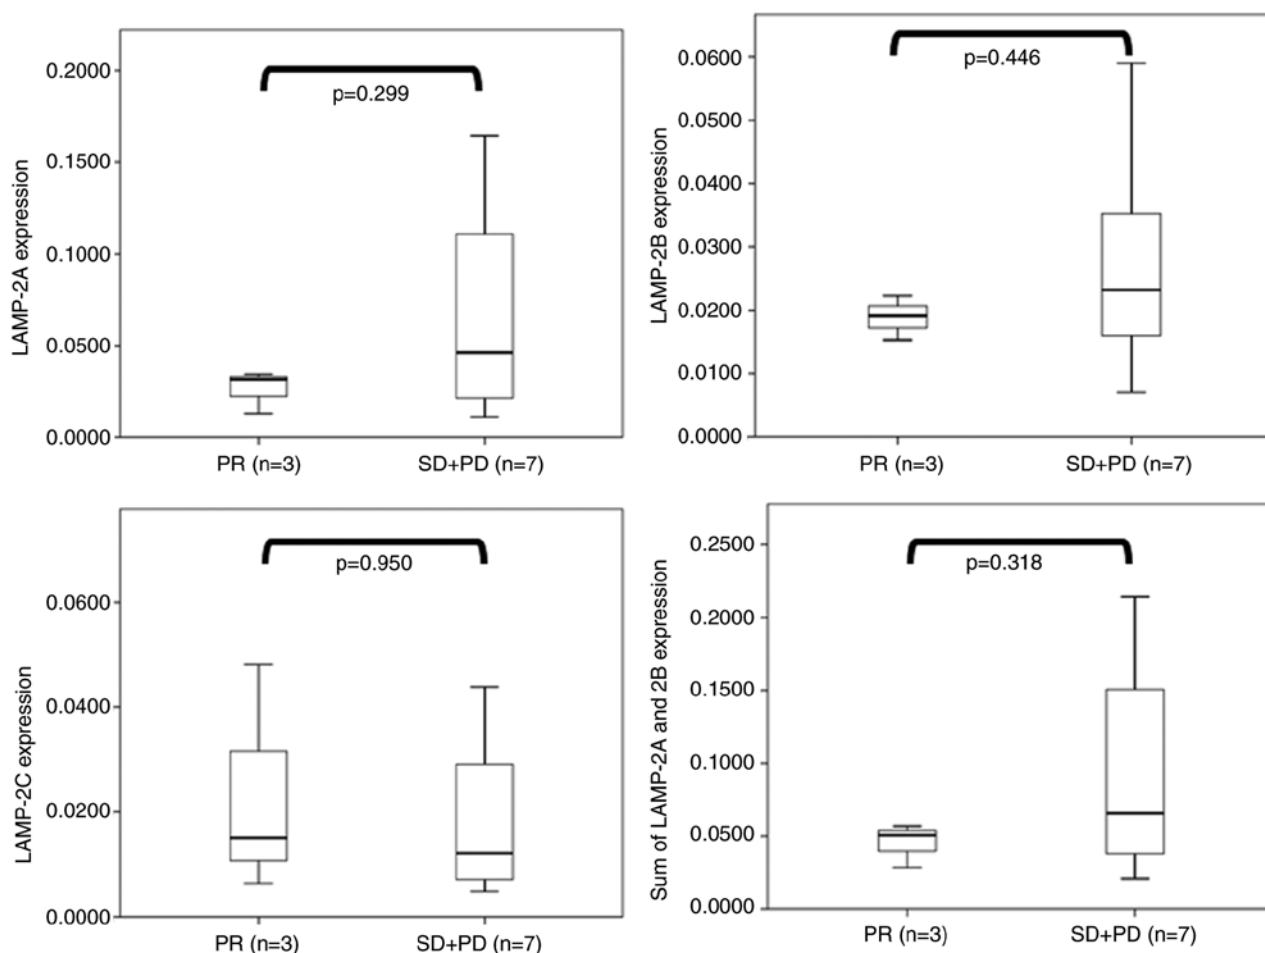 LAMP-2A expression
0.2000
0.1500
0.1000
0.0500
0.0000
p=0.299
PR (n=3)
SD+PD (n=7)
LAMP-2B expression
0.0600
0.0500
0.0400
0.0300
0.0200
0.0100
0.0000
p=0.446
PR (n=3)
SD+PD (n=7)
LAMP-2C expression
0.0600
0.0400
0.0200
0.0000
p=0.950
PR (n=3)
SD+PD (n=7)
Sum of LAMP-2A and 2B expression
0.2500
0.2000
0.1500
0.1000
0.0500
0.0000
p=0.318
PR (n=3)
SD+PD (n=7)